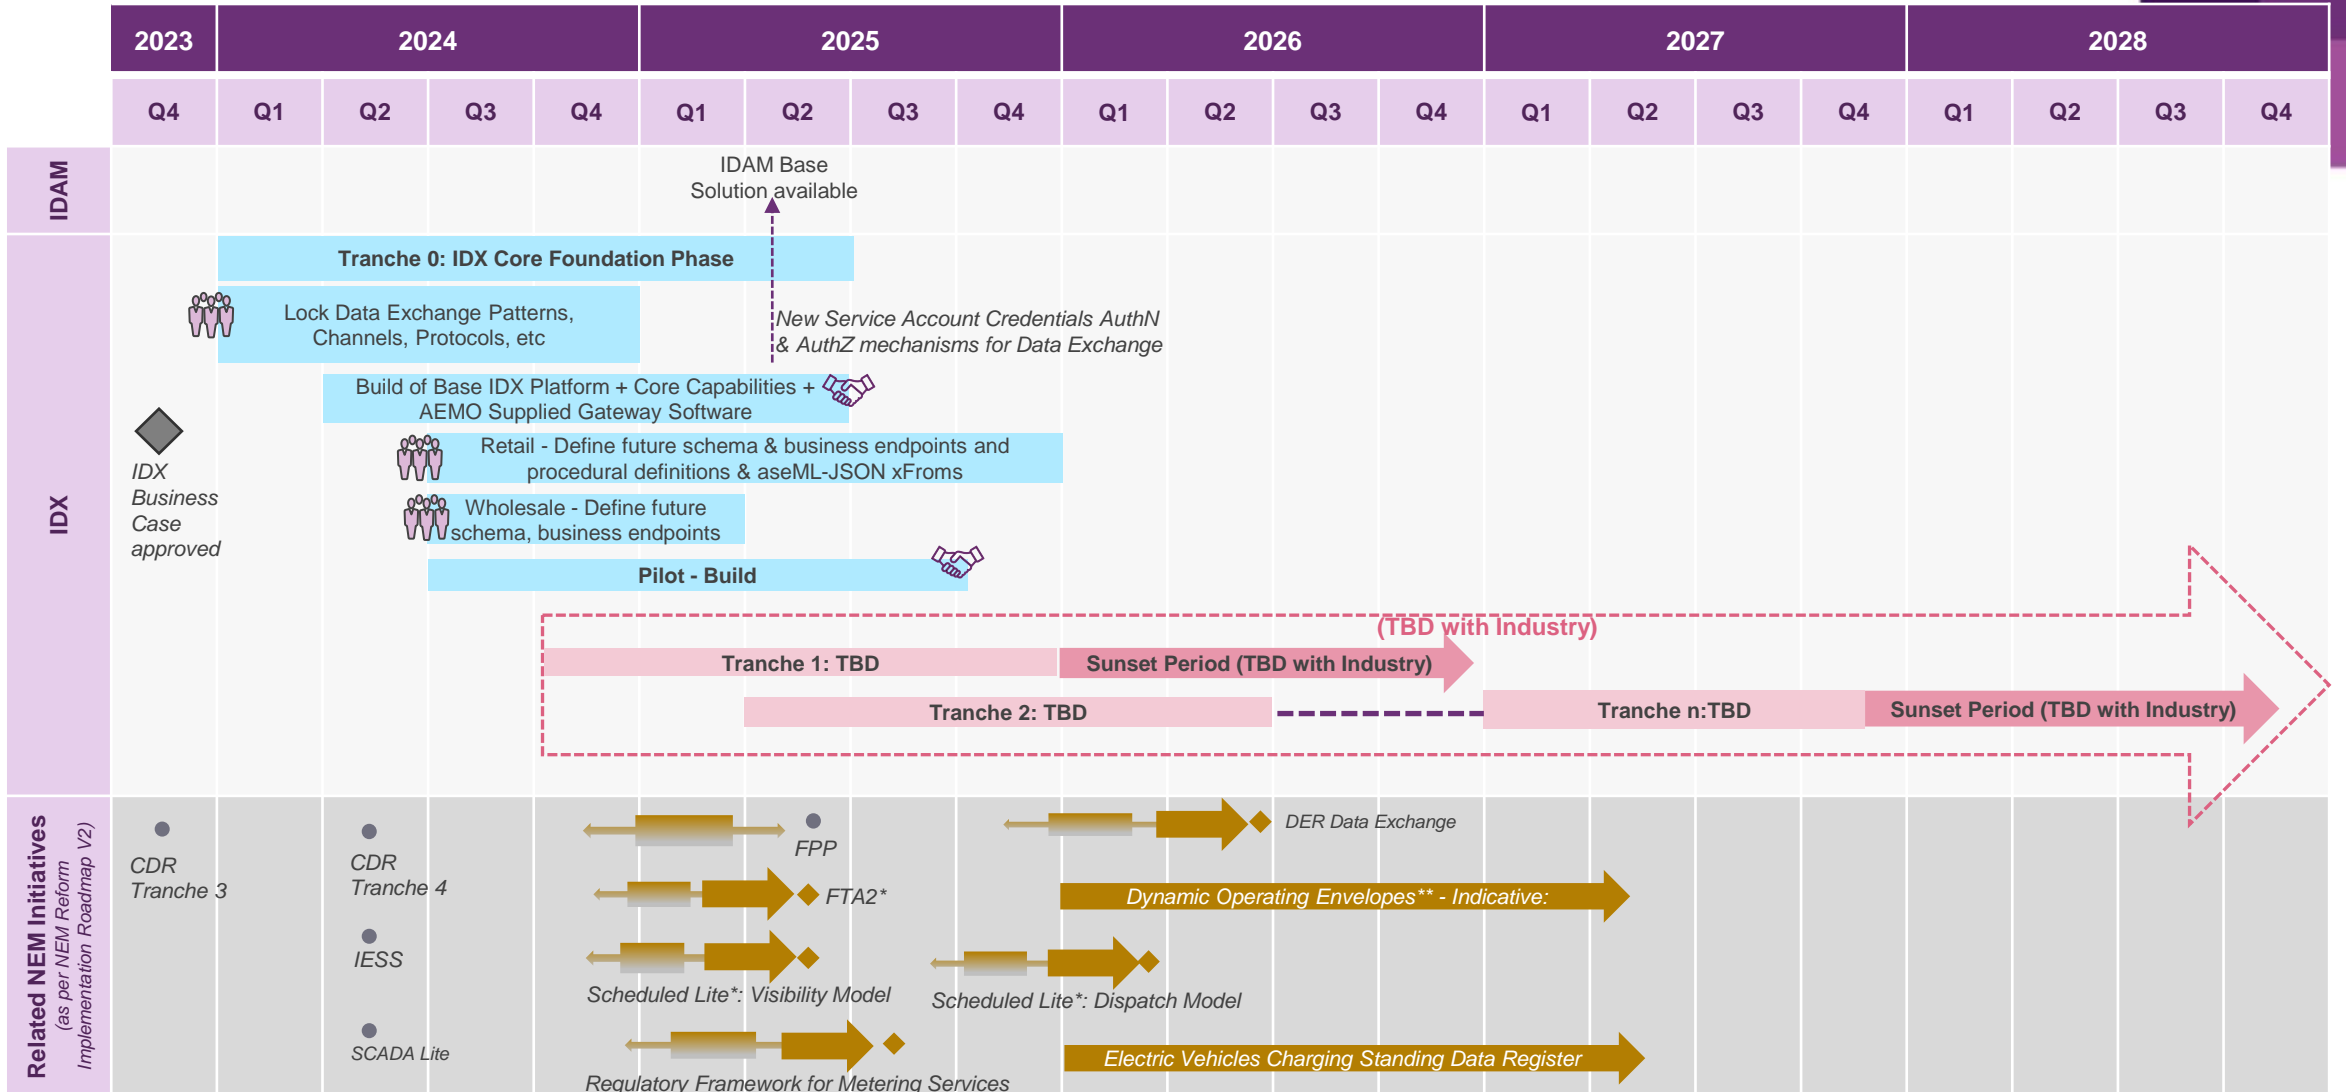 2023 2024 2025 2026 2027 2028
Q4 Q1 Q2 Q3 Q4 Q1 Q2 Q3 Q4 Q1 Q2 Q3 Q4 Q1 Q2 Q3 Q4 Q1 Q2 Q3 Q4
IDAM
IDAM Base
Solution available
IDX
Tranche 0: IDX Core Foundation Phase
Lock Data Exchange Patterns,
Channels, Protocols, etc
New Service Account Credentials AuthN
& AuthZ mechanisms for Data Exchange
Build of Base IDX Platform + Core Capabilities +
AEMO Supplied Gateway Software
IDX
Business
Case
approved
Retail - Define future schema & business endpoints and
procedural definitions & aseML-JSON xFroms
Wholesale - Define future
schema, business endpoints
Pilot - Build
(TBD with Industry)
Tranche 1: TBD
Sunset Period (TBD with Industry)
Tranche 2: TBD
Tranche n:TBD
Sunset Period (TBD with Industry)
Related NEM Initiatives
(as per NEM Reform
Implementation Roadmap V2)
CDR
Tranche 3
CDR
Tranche 4
FPP
DER Data Exchange
FTA2*
Dynamic Operating Envelopes** - Indicative:
IESS
Scheduled Lite*: Visibility Model
Scheduled Lite*: Dispatch Model
SCADA Lite
Electric Vehicles Charging Standing Data Register
Regulatory Framework for Metering Services